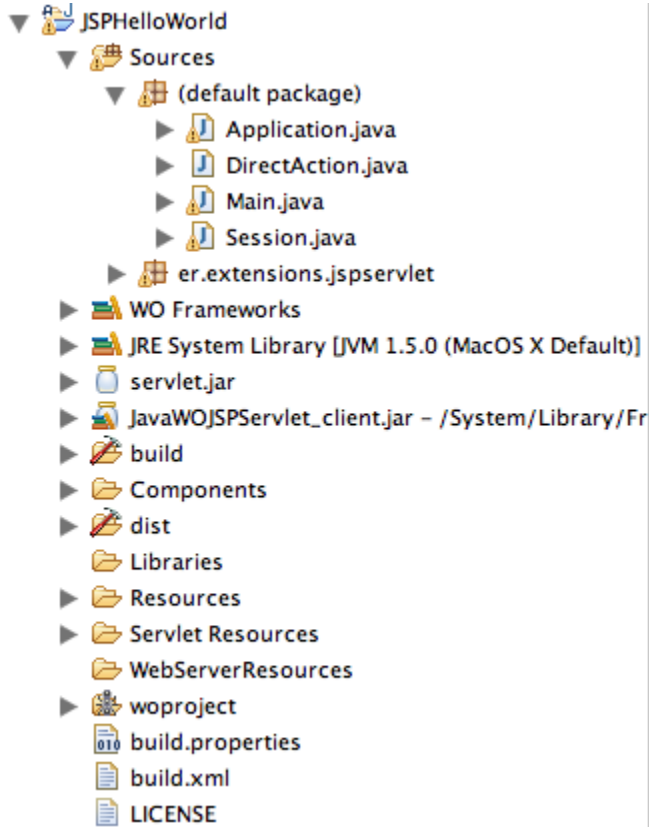 JSPHelloWorld
Sources
(default package)
Application.java
DirectAction.java
Main.java
Session.java
er.extensions.jspservlet
WO Frameworks
JRE System Library [JVM 1.5.0 (MacOS X Default)]
servlet.jar
JavaWOJSPServlet_client.jar – /System/Library/Fr
build
Components
dist
Libraries
Resources
Servlet Resources
WebServerResources
woproject
build.properties
build.xml
LICENSE